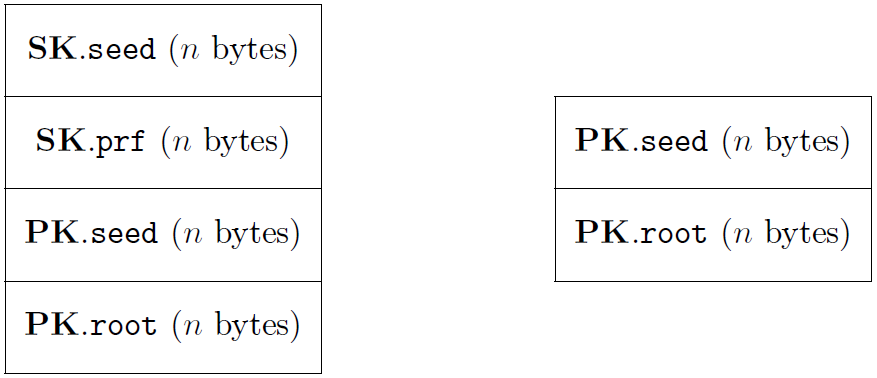 SK.seed (n bytes)
SK.prf (n bytes)
PK.seed (n bytes)
PK.root (n bytes)
PK.seed (n bytes)
PK.root (n bytes)